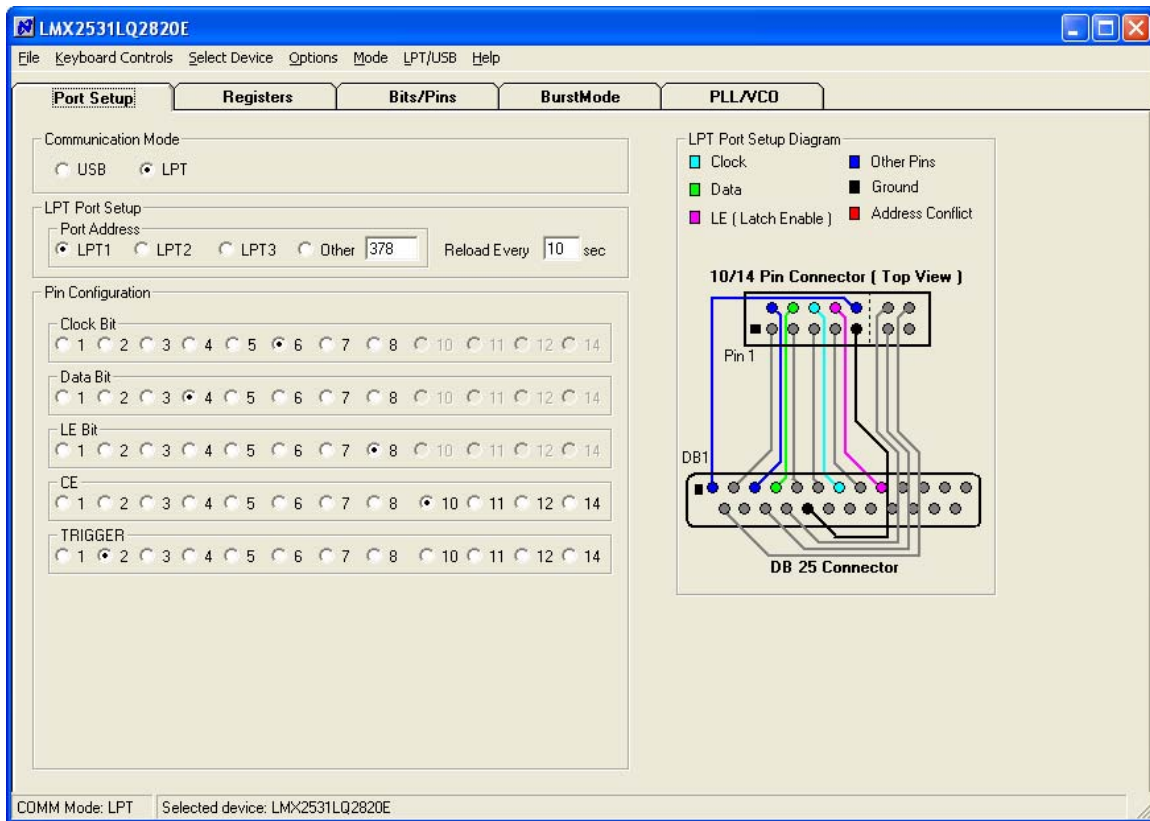 LMX2531LQ2820E
File Keyboard Controls Select Device Options Mode LPT/USB Help
Port Setup Registers Bits/Pins BurstMode PLL/VCO
Communication Mode
USB LPT
LPT Port Setup
Port Address
LPT1 LPT2 LPT3 Other 378 Reload Every 10 sec
Pin Configuration
Clock Bit
1 2 3 4 5 6 7 8 10 11 12 14
Data Bit
1 2 3 4 5 6 7 8 10 11 12 14
LE Bit
1 2 3 4 5 6 7 8 10 11 12 14
CE
1 2 3 4 5 6 7 8 10 11 12 14
TRIGGER
1 2 3 4 5 6 7 8 10 11 12 14
LPT Port Setup Diagram
Clock Other Pins
Data Ground
LE ( Latch Enable ) Address Conflict
10/14 Pin Connector ( Top View )
Pin 1
DB1
DB 25 Connector
COMM Mode: LPT Selected device: LMX2531LQ2820E